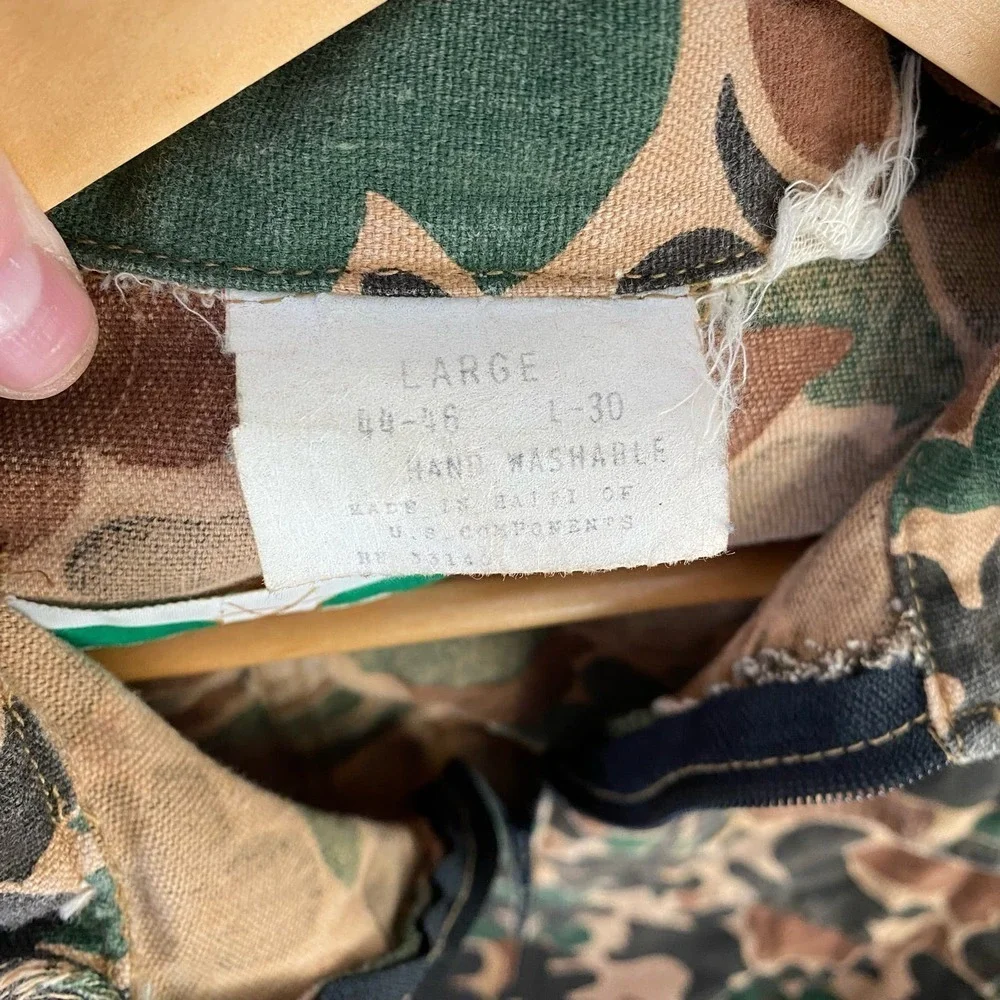 LARGE
44-46 L-30
HAND WASHABLE
MADE IN HAITI OF
U.S. COMPONENTS